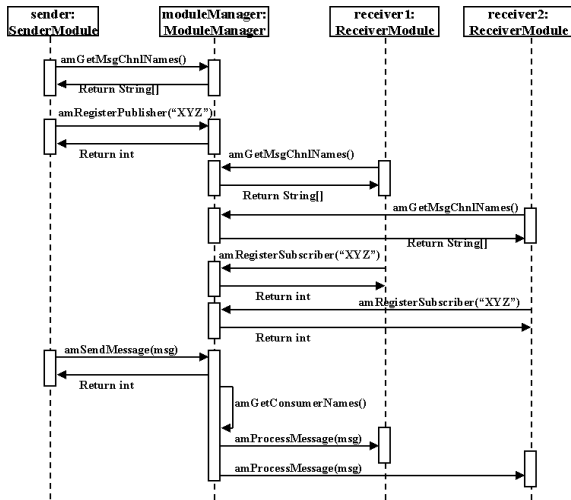 sender:
SenderModule
moduleManager:
ModuleManager
receiver1:
ReceiverModule
receiver2:
ReceiverModule
amGetMsgChnlNames()
Return String[]
amRegisterPublisher("XYZ")
Return int
amGetMsgChnlNames()
Return String[]
amGetMsgChnlNames()
Return String[]
amRegisterSubscriber("XYZ")
Return int
amRegisterSubscriber("XYZ")
Return int
amSendMessage(msg)
Return int
amGetConsumerNames()
amProcessMessage(msg)
amProcessMessage(msg)